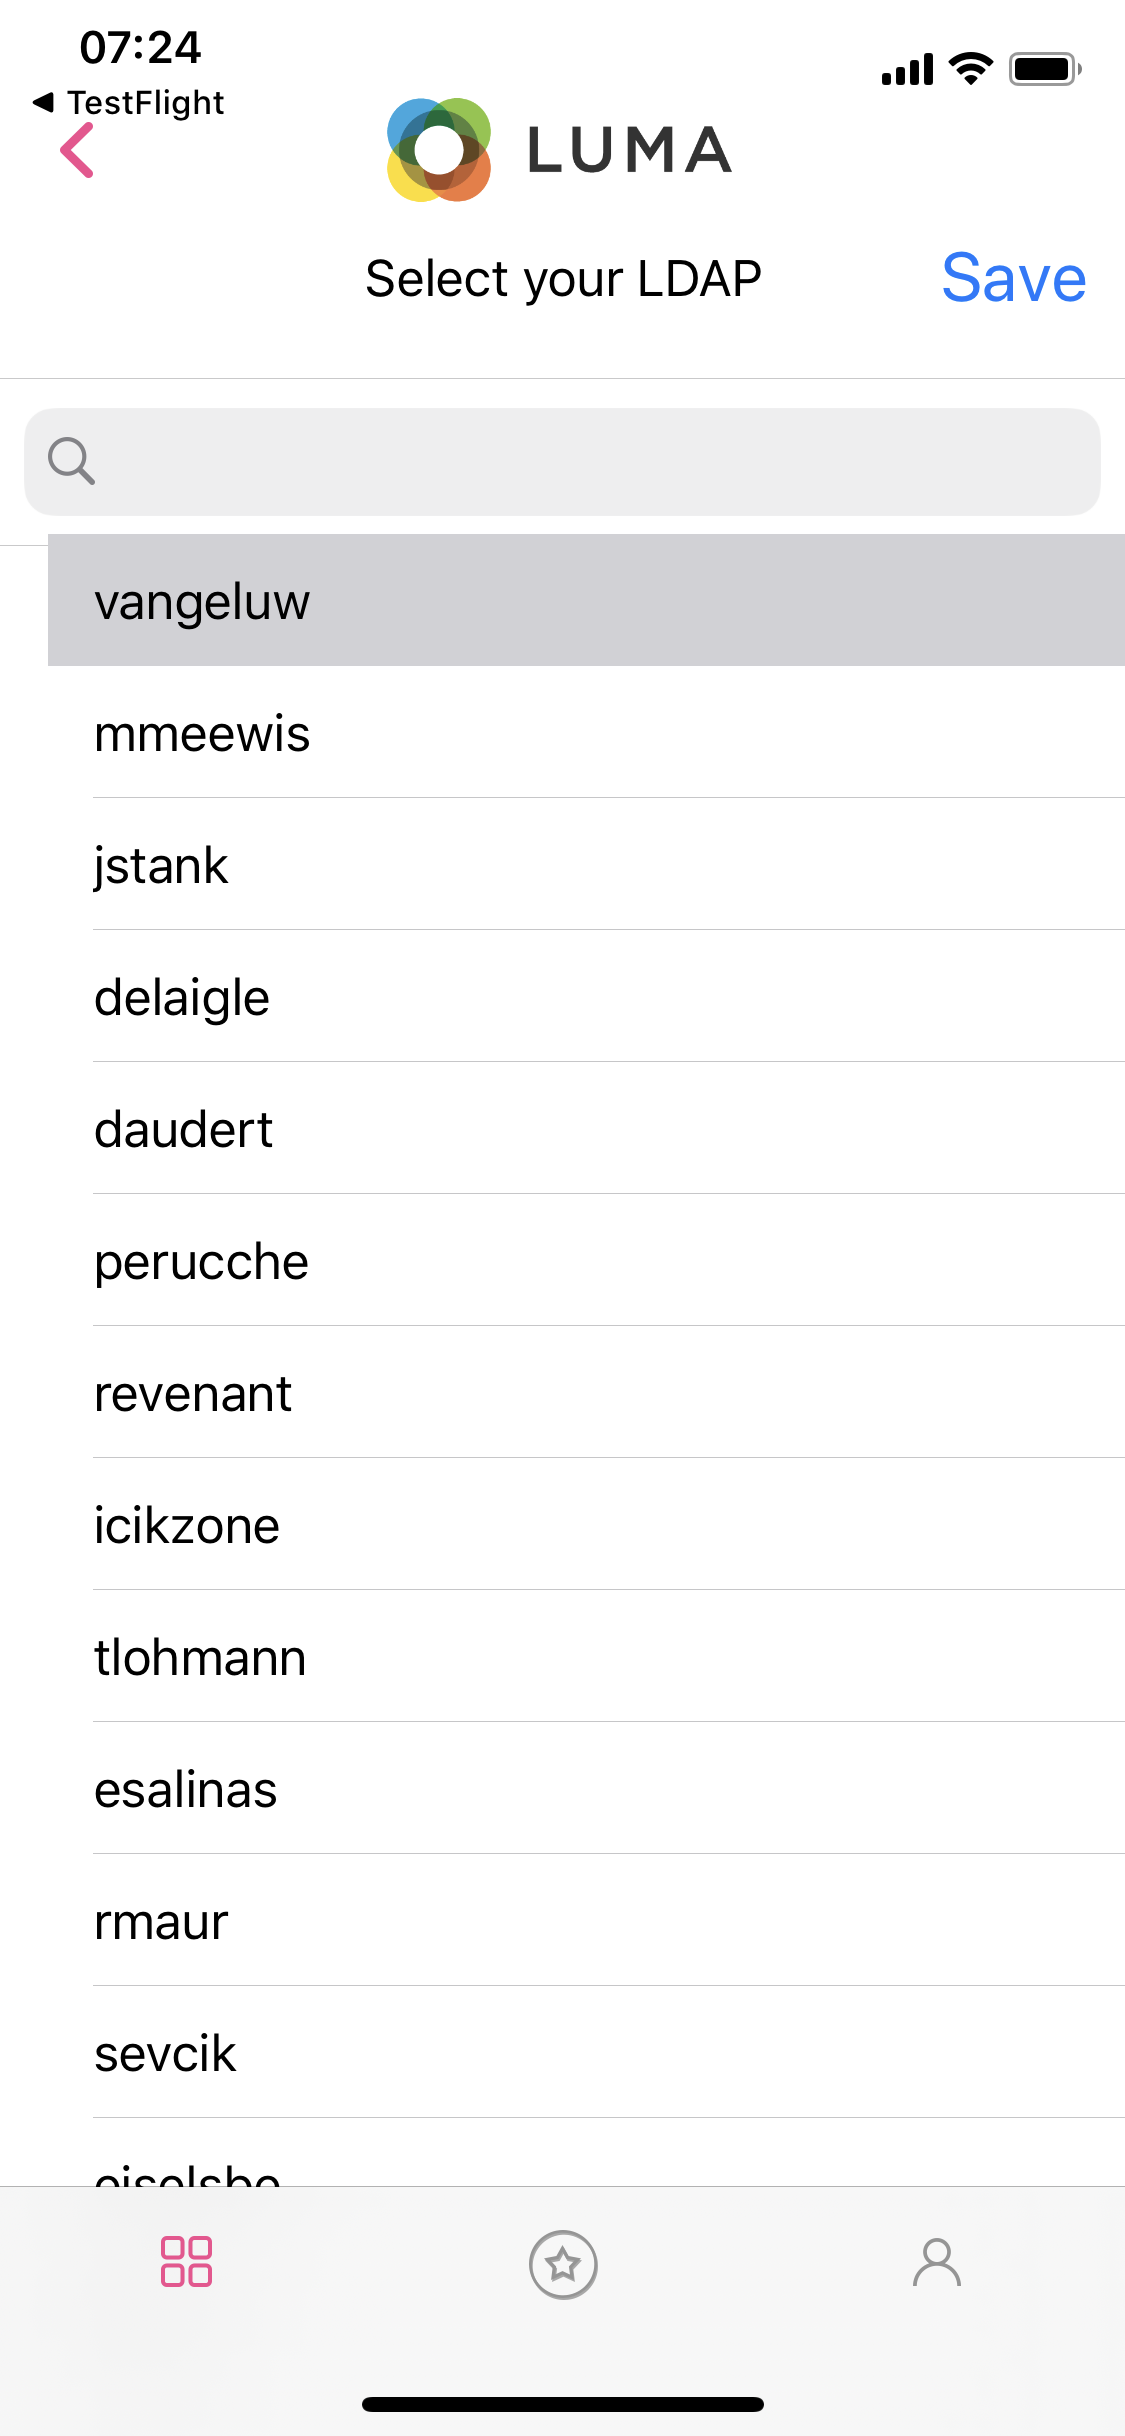 07:24
TestFlight
LUMA
Select your LDAP
Save
vangeluw
mmeewis
jstank
delaigle
daudert
perucche
revenant
icikzone
tlohmann
esalinas
rmaur
sevcik